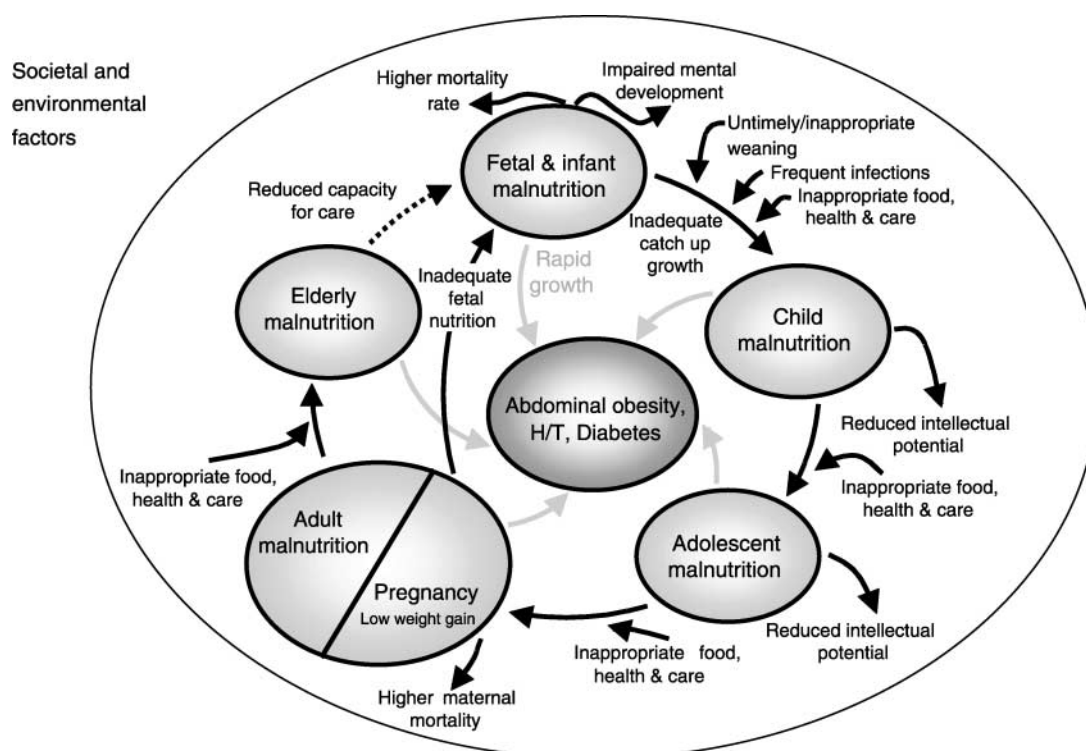 Societal and
environmental
factors
Higher mortality
rate
Impaired mental
development
Untimely/inappropriate
weaning
Frequent infections
Inappropriate food,
health & care
Fetal & infant
malnutrition
Reduced capacity
for care
Inadequate
catch up
growth
Rapid
growth
Inadequate
fetal
nutrition
Elderly
malnutrition
Child
malnutrition
Abdominal obesity,
H/T, Diabetes
Reduced intellectual
potential
Inappropriate food,
health & care
Inappropriate food,
health & care
Adult
malnutrition
Pregnancy
Low weight gain
Adolescent
malnutrition
Reduced intellectual
potential
Inappropriate food,
health & care
Higher maternal
mortality